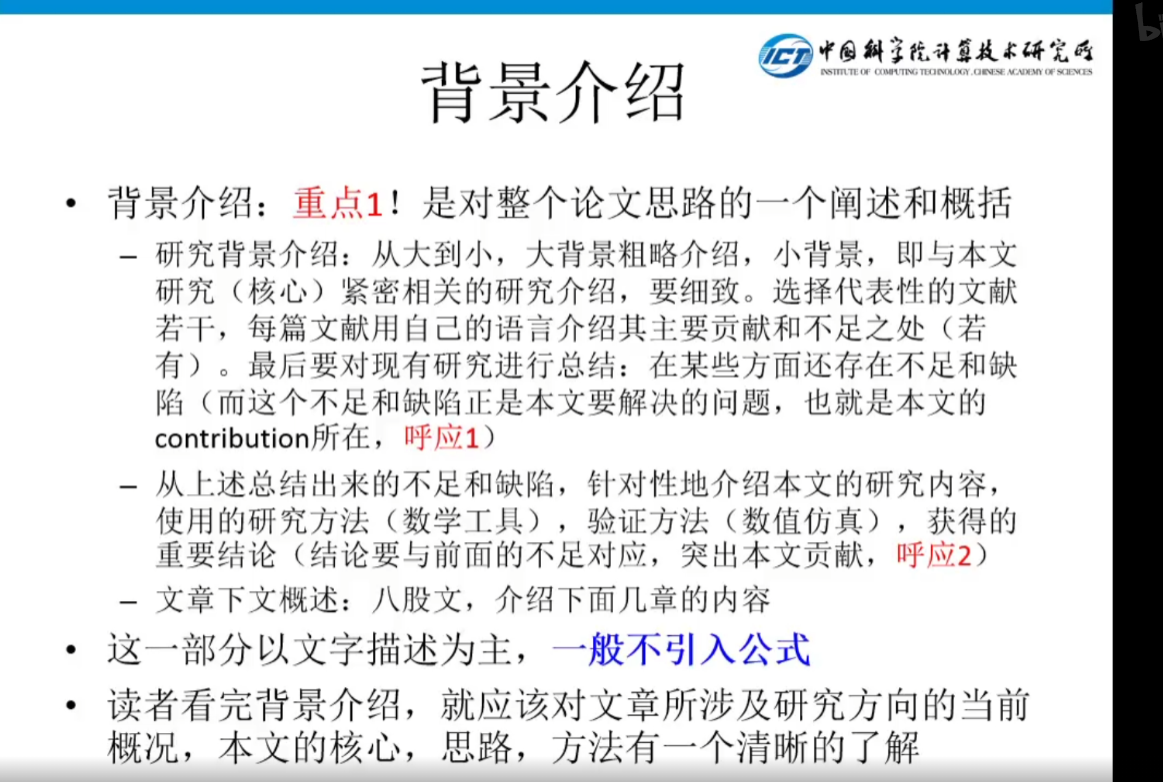 中国科学院计算技术研究所
INSTITUTE OF COMPUTING TECHNOLOGY, CHINESE ACADEMY OF SCIENCES
ICT
背景介绍
• 背景介绍：重点1！是对整个论文思路的一个阐述和概括
– 研究背景介绍：从大到小，大背景粗略介绍，小背景，即与本文
研究（核心）紧密相关的研究介绍，要细致。选择代表性的文献
若干，每篇文献用自己的语言介绍其主要贡献和不足之处（若
有）。最后要对现有研究进行总结：在某些方面还存在不足和缺
陷（而这个不足和缺陷正是本文要解决的问题，也就是本文的
contribution所在，呼应1）
– 从上述总结出来的不足和缺陷，针对性地介绍本文的研究内容，
使用的研究方法（数学工具），验证方法（数值仿真），获得的
重要结论（结论要与前面的不足对应，突出本文贡献，呼应2）
– 文章下文概述：八股文，介绍下面几章的内容
• 这一部分以文字描述为主，一般不引入公式
• 读者看完背景介绍，就应该对文章所涉及研究方向的当前
概况，本文的核心，思路，方法有一个清晰的了解